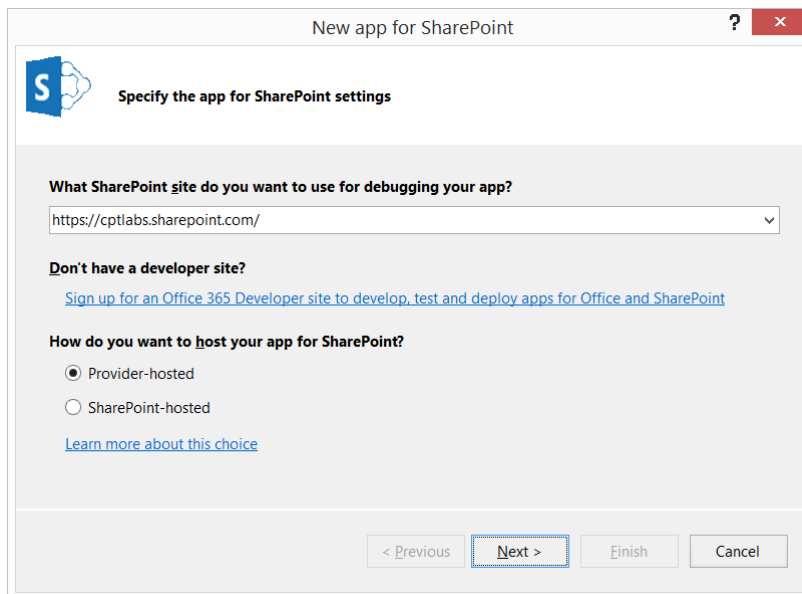 New app for SharePoint
?
S
Specify the app for SharePoint settings
What SharePoint site do you want to use for debugging your app?
https://cptlabs.sharepoint.com/
Don't have a developer site?
Sign up for an Office 365 Developer site to develop, test and deploy apps for Office and SharePoint
How do you want to host your app for SharePoint?
Provider-hosted
SharePoint-hosted
Learn more about this choice
< Previous Next > Finish Cancel